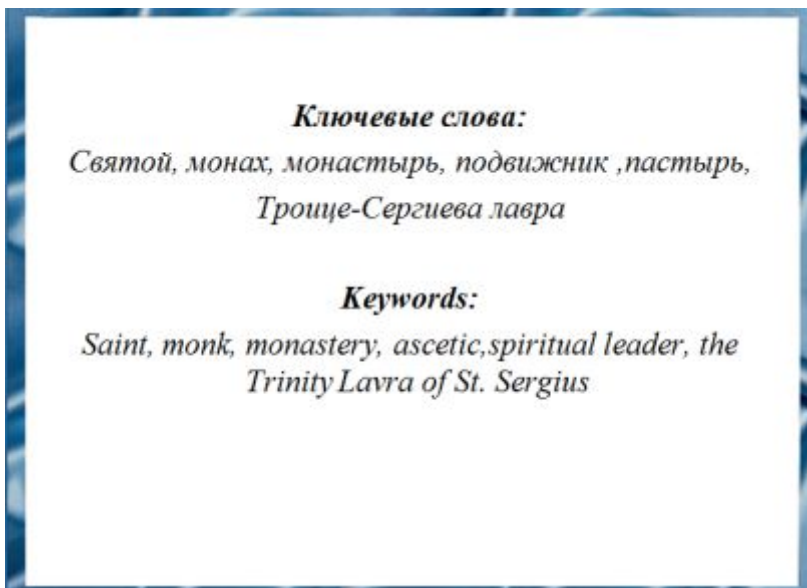 Ключевые слова:
Святой, монах, монастырь, подвижник ,пастырь,
Троице-Сергиева лавра
Keywords:
Saint, monk, monastery, ascetic,spiritual leader, the
Trinity Lavra of St. Sergius